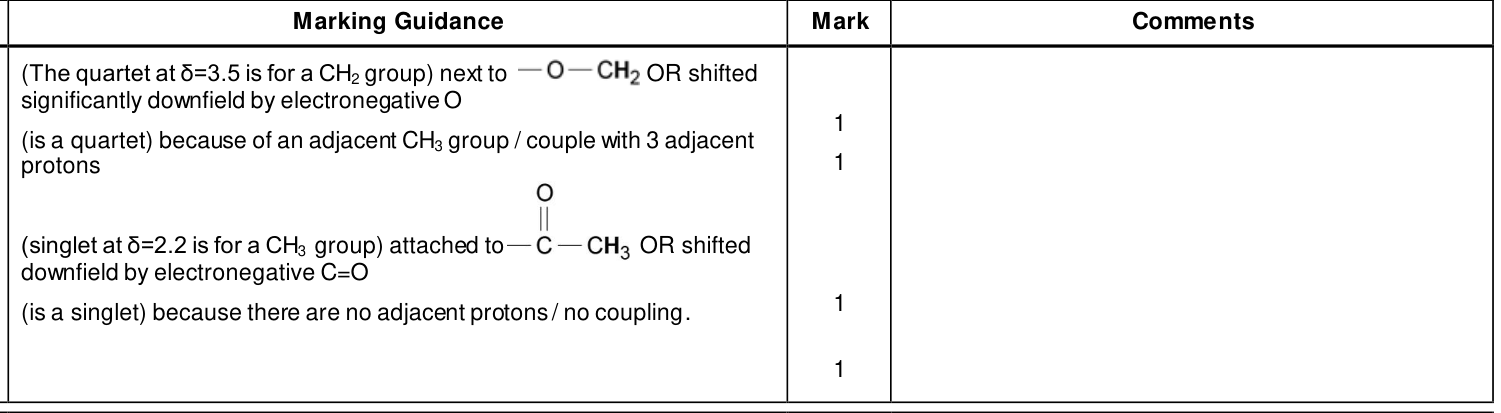 Marking Guidance Mark Comments
(The quartet at δ=3.5 is for a CH₂ group) next to —O—CH₂ OR shifted
significantly downfield by electronegative O
1
(is a quartet) because of an adjacent CH₃ group / couple with 3 adjacent
protons
1
O
||
(singlet at δ=2.2 is for a CH₃ group) attached to—C—CH₃ OR shifted
downfield by electronegative C=O
1
(is a singlet) because there are no adjacent protons / no coupling.
1